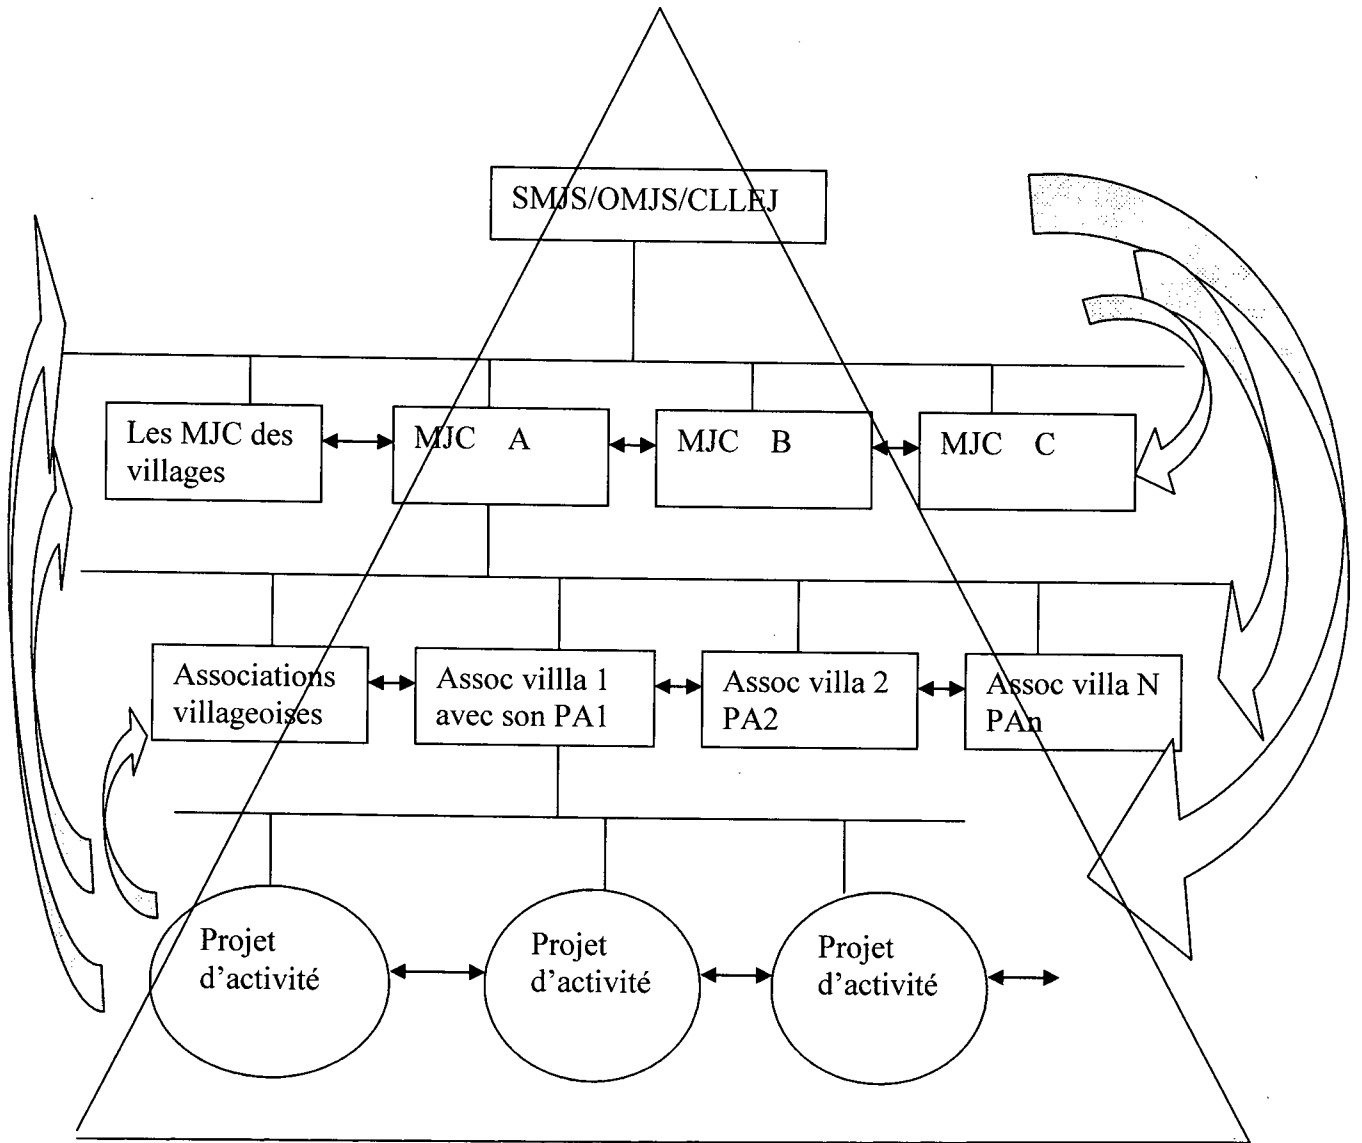 SMJS/OMJS/CLLEJ
Les MJC des
villages
MJC A
MJC B
MJC C
Associations
villageoises
Assoc villla 1
avec son PA1
Assoc villa 2
PA2
Assoc villa N
PAn
Projet
d'activité
Projet
d'activité
Projet
d'activité